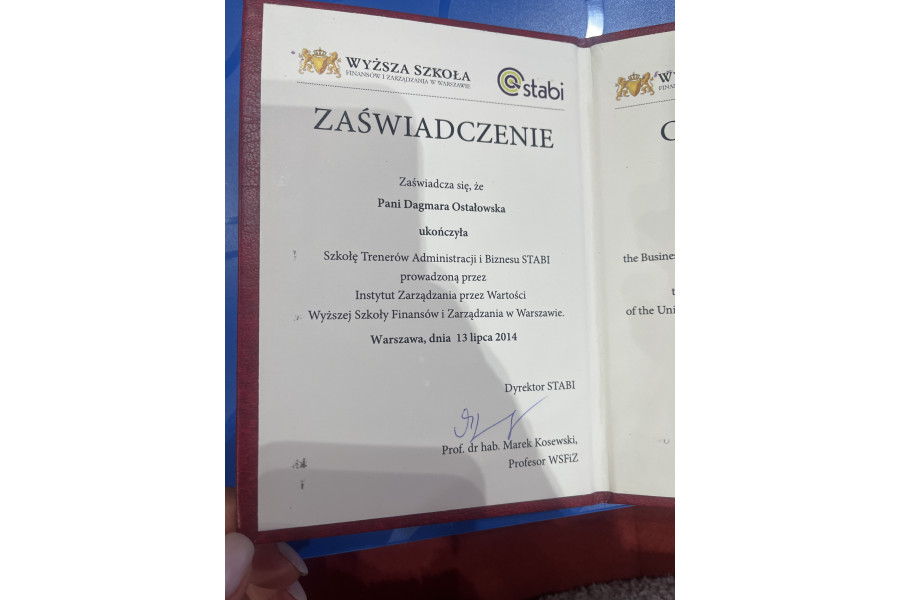 WYŻSZA SZKOŁA
FINANSÓW I ZARZĄDZANIA W WARSZAWIE
stabi
ZAŚWIADCZENIE
Zaświadcza się, że
Pani Dagmara Ostałowska
ukończyła
Szkołę Trenerów Administracji i Biznesu STABI
prowadzoną przez
Instytut Zarządzania przez Wartości
Wyższej Szkoły Finansów i Zarządzania w Warszawie.
Warszawa, dnia 13 lipca 2014
Dyrektor STABI
Prof. dr hab. Marek Kosewski,
Profesor WSFiZ
the
of the